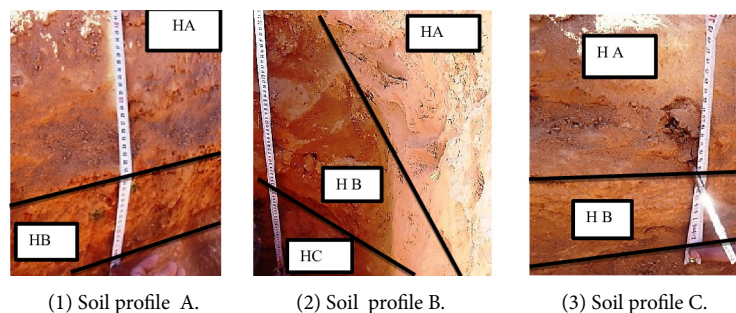 HA
HB
HA
H B
HC
H A
H B
(1) Soil profile A.
(2) Soil profile B.
(3) Soil profile C.